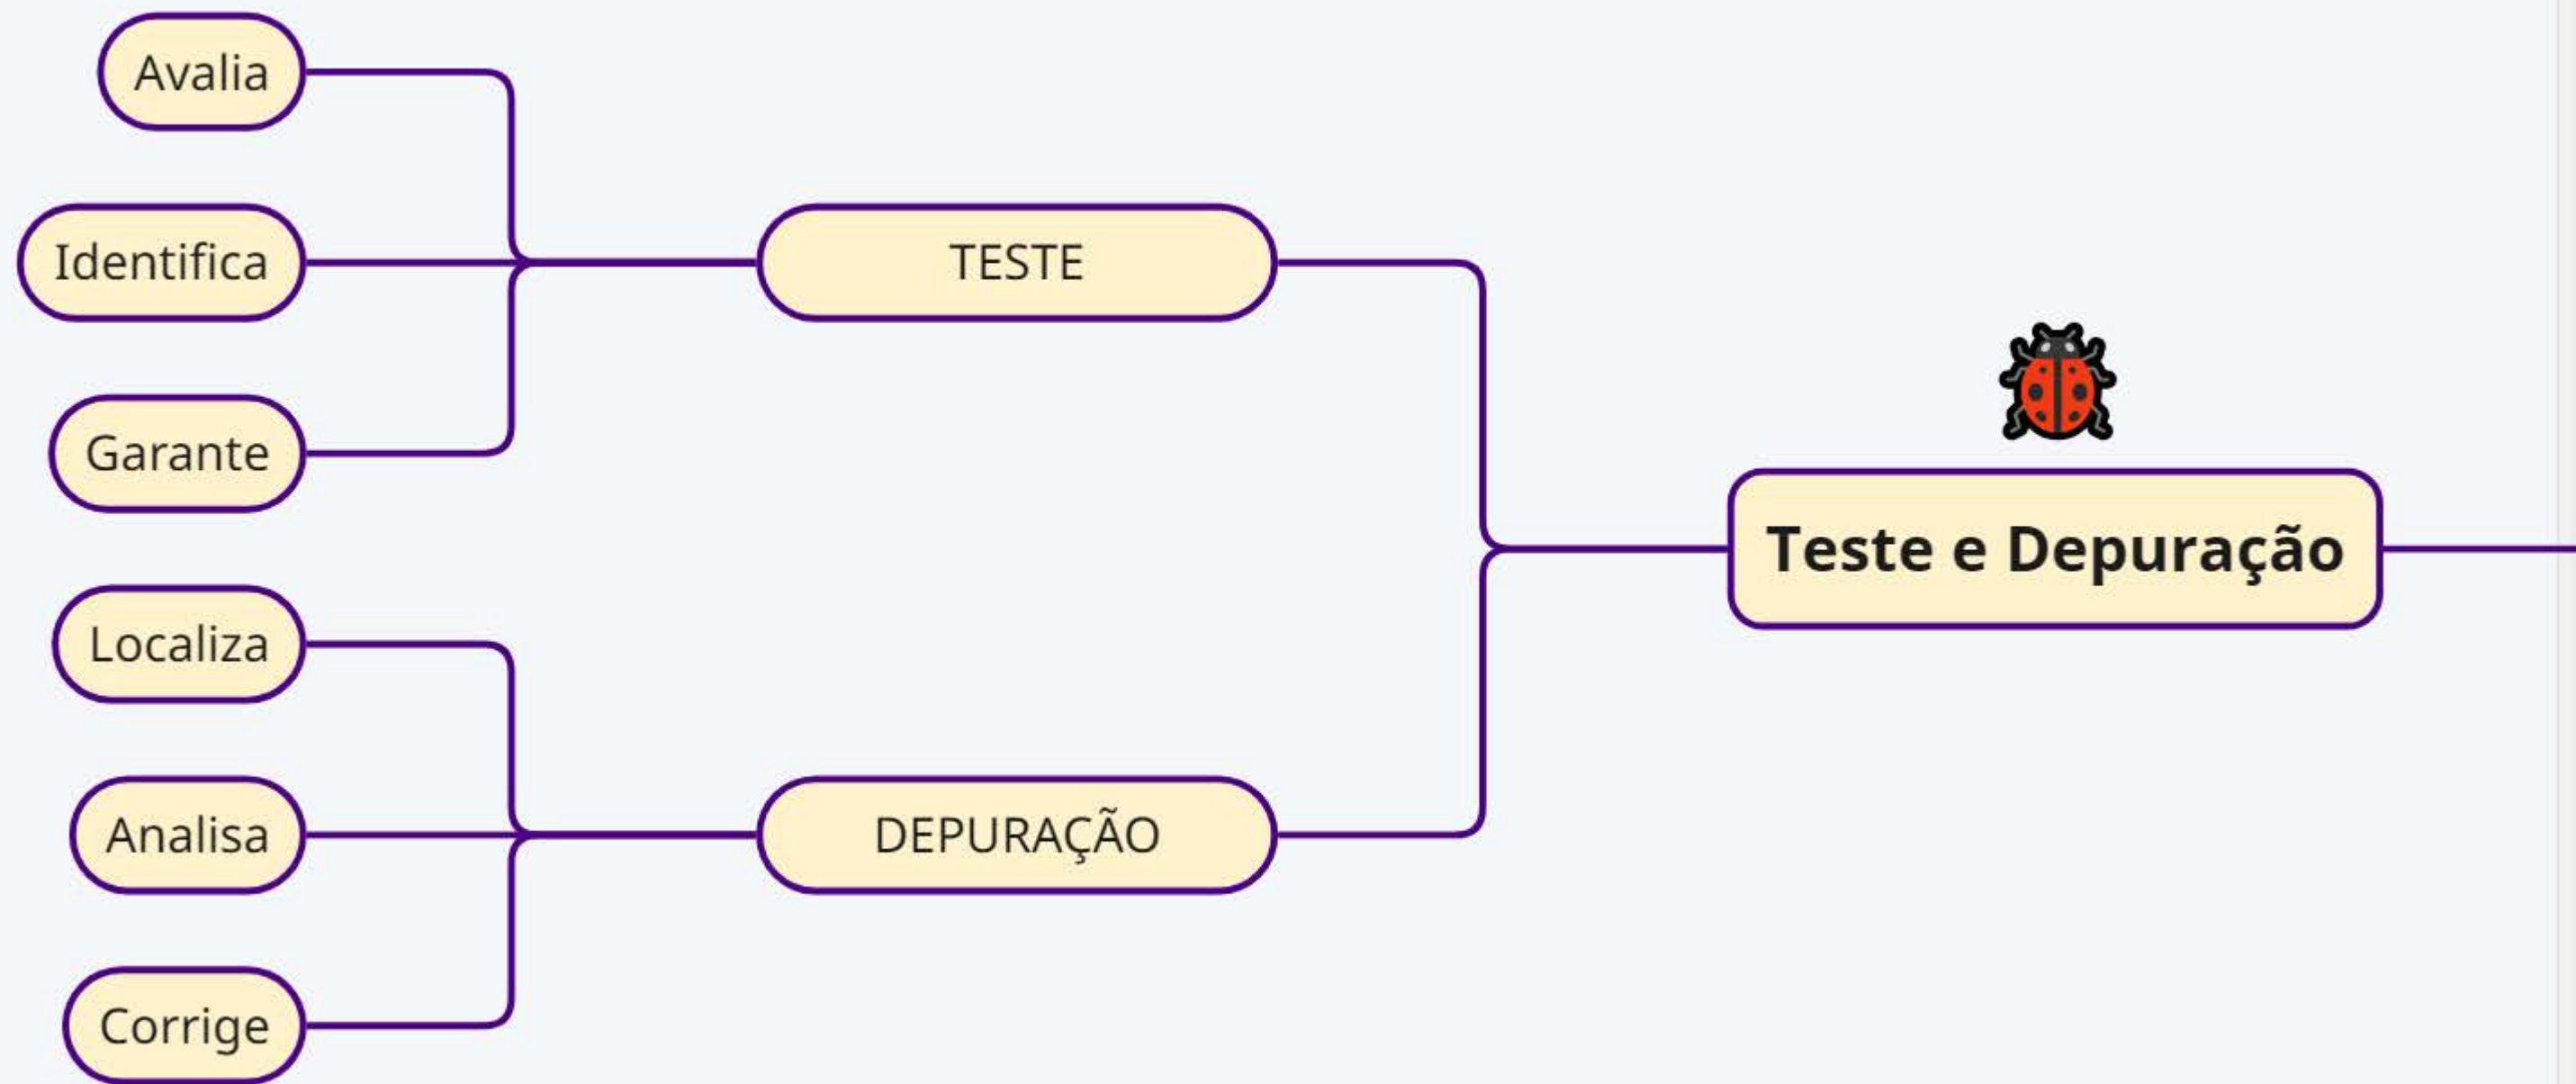 Avalia
Identifica
TESTE
Garante
Teste e Depuração
Localiza
Analisa
DEPURAÇÃO
Corrige